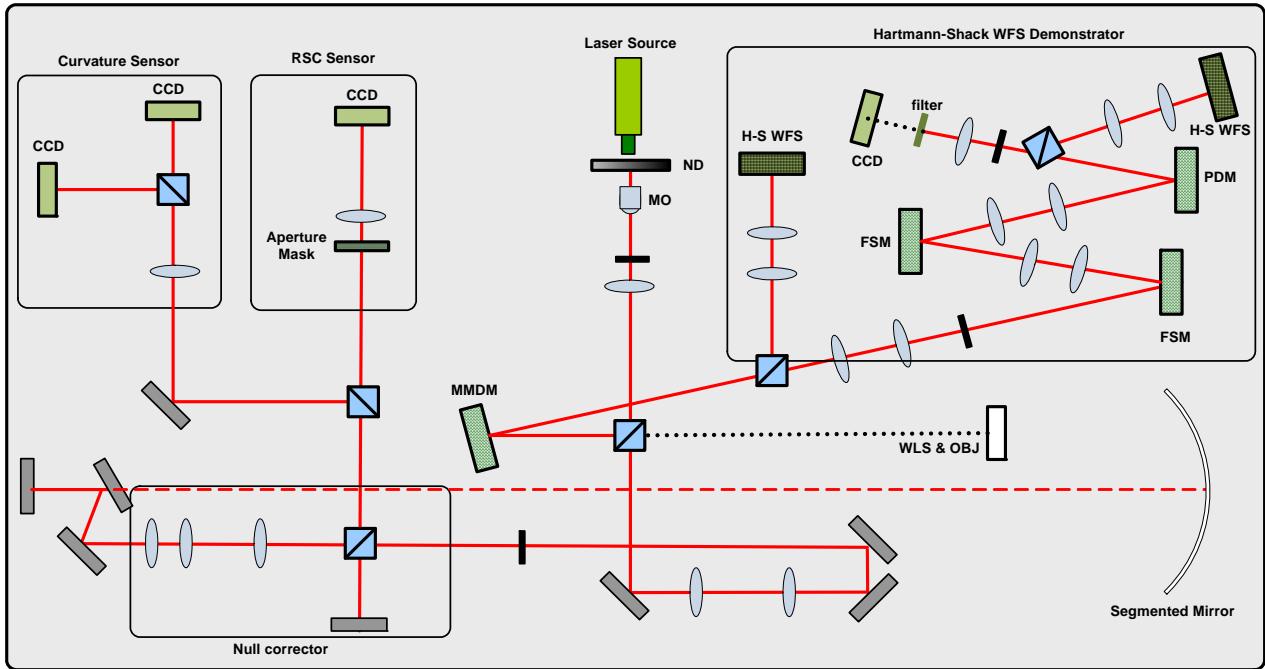 Laser Source
Hartmann-Shack WFS Demonstrator
Curvature Sensor
RSC Sensor
CCD
CCD
CCD
filter
CCD
H-S WFS
H-S WFS
ND
MO
PDM
Aperture
Mask
FSM
FSM
MMDM
WLS & OBJ
Segmented Mirror
Null corrector